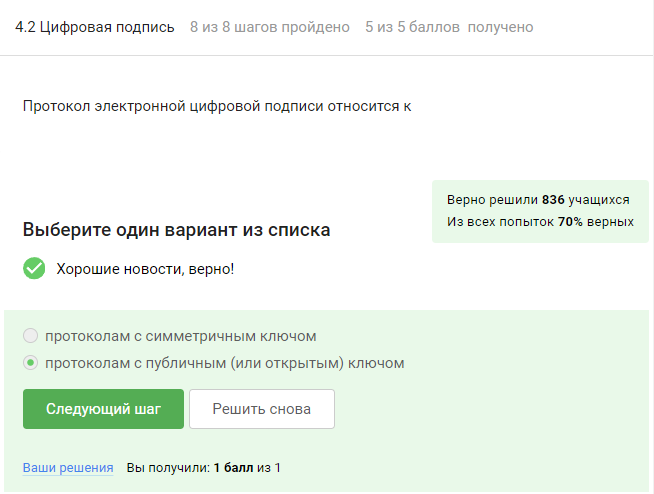 4.2 Цифровая подпись 8 из 8 шагов пройдено 5 из 5 баллов получено
Протокол электронной цифровой подписи относится к
Верно решили 836 учащихся
Из всех попыток 70% верных
Выберите один вариант из списка
Хорошие новости, верно!
протоколам с симметричным ключом
протоколам с публичным (или открытым) ключом
Следующий шаг Решить снова
Ваши решения Вы получили: 1 балл из 1